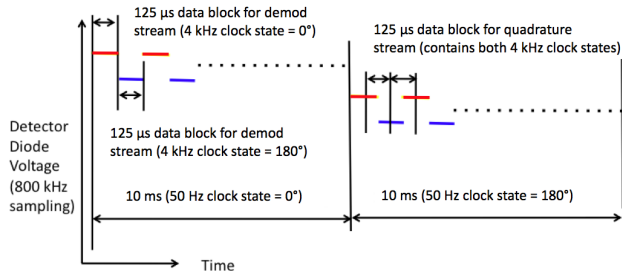 125 µs data block for demod
stream (4 kHz clock state = 0°)
125 µs data block for quadrature
stream (contains both 4 kHz clock states)
Detector
Diode
Voltage
(800 kHz
sampling)
125 µs data block for demod
stream (4 kHz clock state = 180°)
10 ms (50 Hz clock state = 0°)
10 ms (50 Hz clock state = 180°)
Time